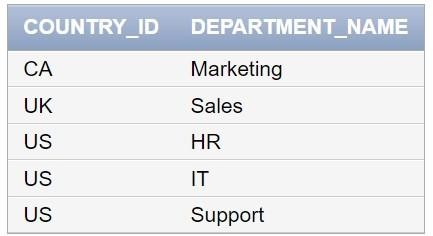 COUNTRY_ID DEPARTMENT_NAME
CA Marketing
UK Sales
US HR
US IT
US Support